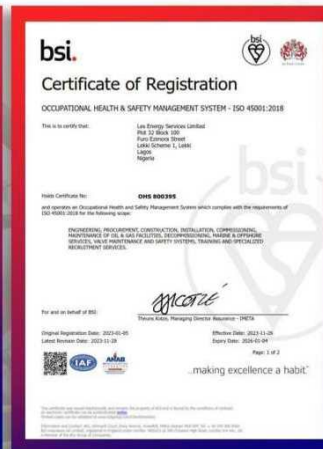 bsi.
bsi.
Certificate of Registration
OCCUPATIONAL HEALTH & SAFETY MANAGEMENT SYSTEM - ISO 45001:2018
This is to certify that:
Lee Energy Services Limited
Plot 32 Block 100
Furo Ezimora Street
Lekki Scheme 1, Lekki
Lagos
Nigeria
Holds Certificate No:
OHS 800395
and operates an Occupational Health and Safety Management System which complies with the requirements of
ISO 45001:2018 for the following scope:
ENGINEERING, PROCUREMENT, CONSTRUCTION, INSTALLATION, COMMISSIONING,
MAINTENANCE OF OIL & GAS FACILITIES, DECOMMISSIONING, MARINE & OFFSHORE
SERVICES, VALVE MAINTENANCE AND SAFETY SYSTEMS, TRAINING AND SPECIALIZED
RECRUITMENT SERVICES.
bsi
For and on behalf of BSI:
Theuns Kotze, Managing Director Assurance - IMETA
Original Registration Date: 2023-01-05
Effective Date: 2023-11-28
Latest Revision Date: 2023-11-28
Expiry Date: 2026-01-04
Page: 1 of 2
IAF
ANAB
...making excellence a habit.